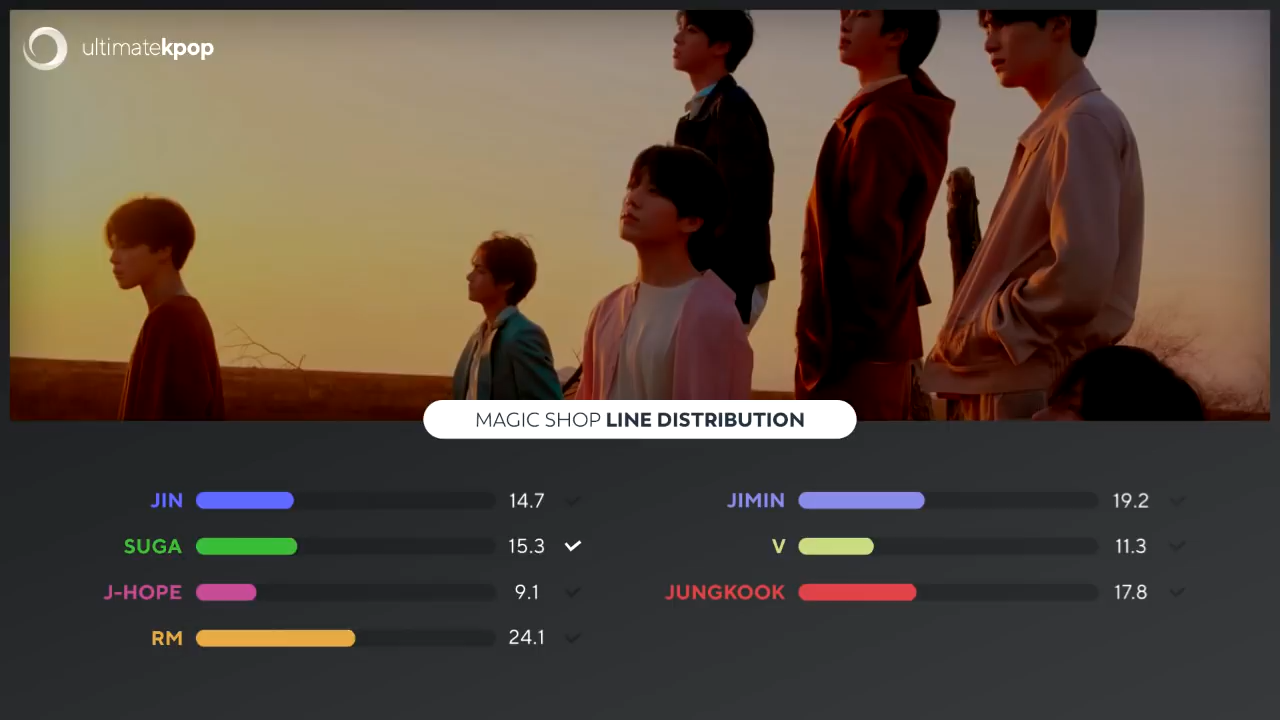 ultimatekpop
MAGIC SHOP LINE DISTRIBUTION
JIN 14.7
SUGA 15.3
J-HOPE 9.1
RM 24.1
JIMIN 19.2
V 11.3
JUNGKOOK 17.8